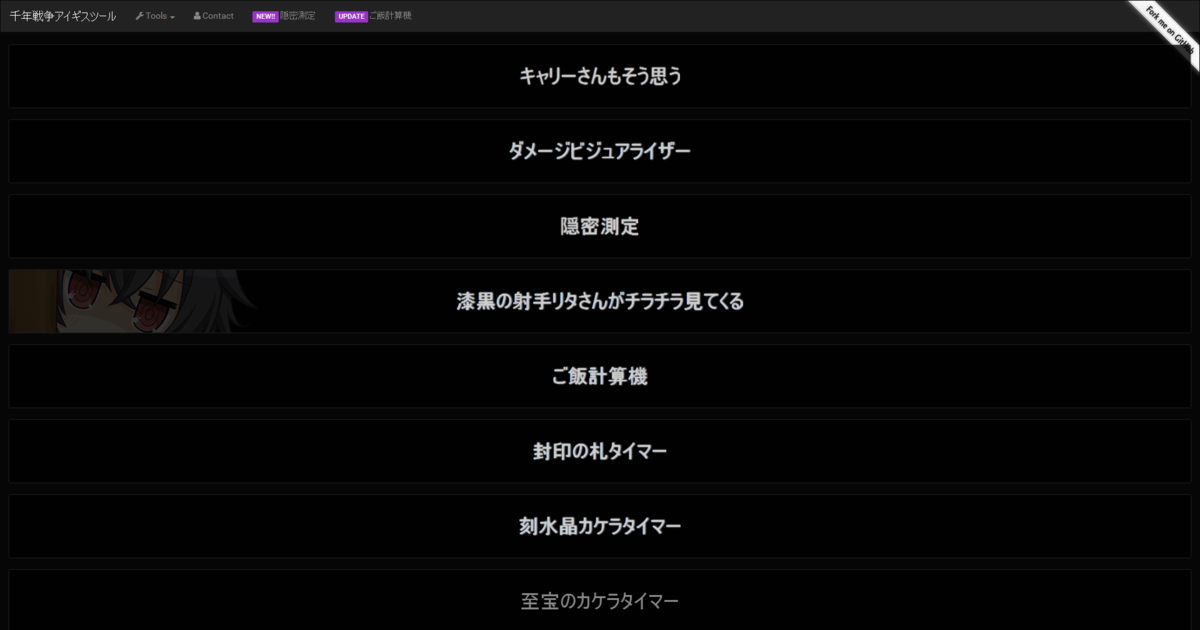 千年戦争アイギスツール Tools Contact NEW!! 隠密測定 UPDATE ご飯計算機
Fork me on GitHub
キャリーさんもそう思う
ダメージビジュアライザー
隠密測定
漆黒の射手リタさんがチラチラ見てくる
ご飯計算機
封印の札タイマー
刻水晶カケラタイマー
至宝のカケラタイマー